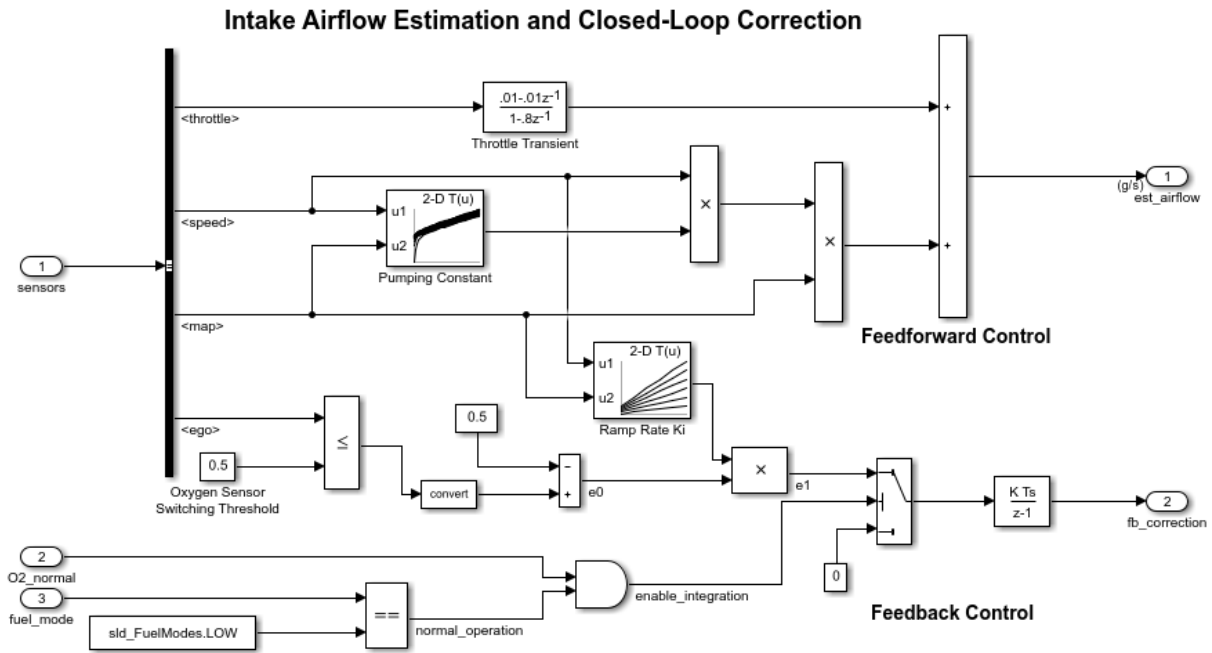 Intake Airflow Estimation and Closed-Loop Correction
.01-.01z-1
1-.8z-1
<throttle>
Throttle Transient
+
(g/s)
1
est_airflow
2-D T(u)
u1
u2
×
<speed>
Pumping Constant
×
+
1
sensors
<map>
Feedforward Control
2-D T(u)
u1
u2
Ramp Rate Ki
0.5
<ego>
≤
0.5
Oxygen Sensor
Switching Threshold
convert
−
+
e0
×
e1
K Ts
z-1
2
fb_correction
2
O2_normal
3
fuel_mode
0
enable_integration
sld_FuelModes.LOW
==
normal_operation
Feedback Control